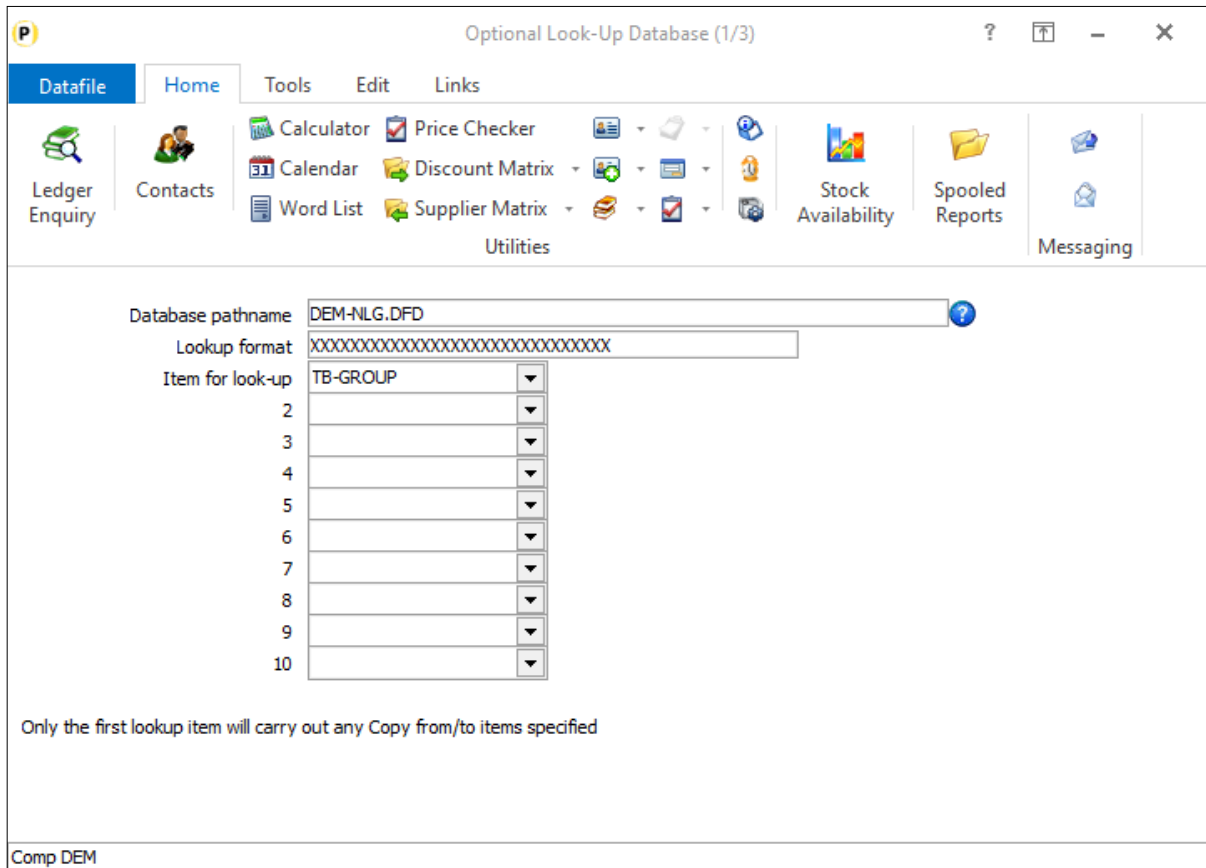 P Optional Look-Up Database (1/3) ?
Datafile Home Tools Edit Links
Calculator Price Checker
31 Calendar Discount Matrix
Word List Supplier Matrix
Ledger Enquiry
Contacts
Stock Availability
Spooled Reports
Utilities Messaging
Database pathname DEM-NLG.DFD ?
Lookup format XXXXXXXXXXXXXXXXXXXXXXXXXXXXXX
Item for look-up TB-GROUP
2
3
4
5
6
7
8
9
10
Only the first lookup item will carry out any Copy from/to items specified
Comp DEM